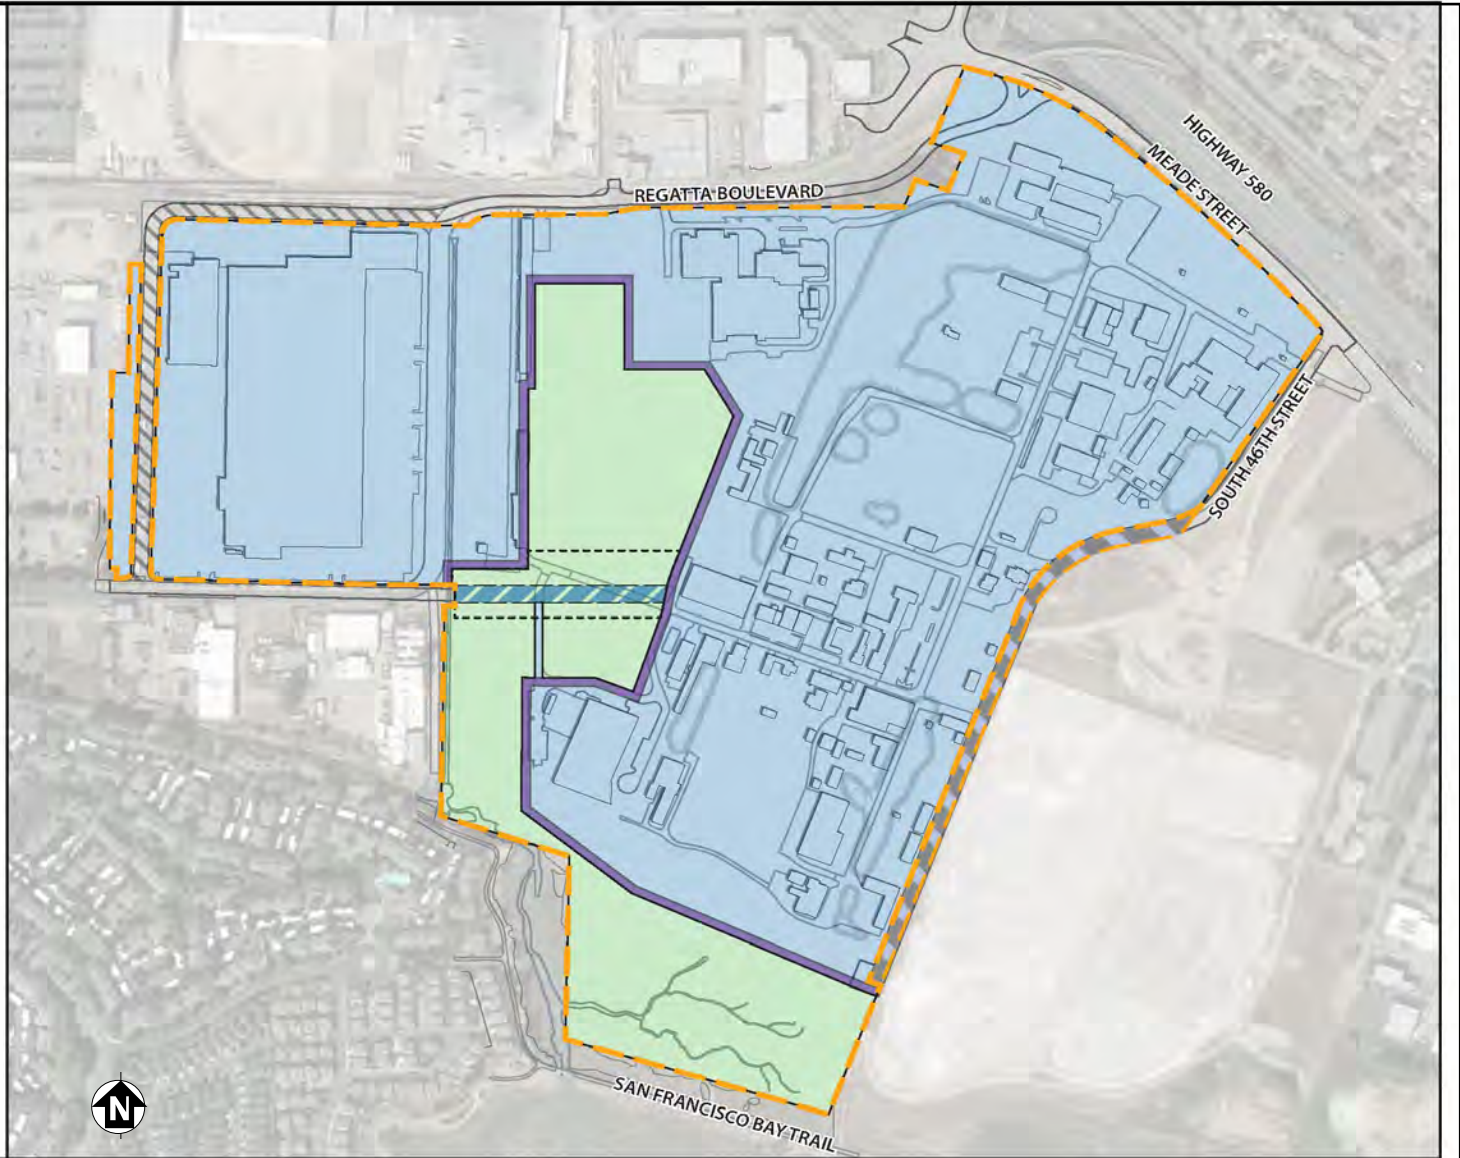 HIGHWAY 580
MEADE STREET
REGATTA BOULEVARD
SOUTH 46TH STREET
SAN FRANCISCO BAY TRAIL
N